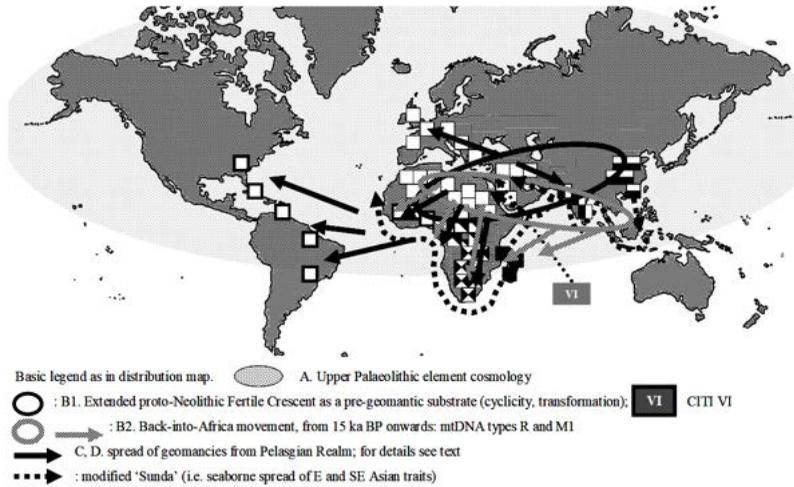 VI
Basic legend as in distribution map. A. Upper Palaeolithic element cosmology
: B1. Extended proto-Neolithic Fertile Crescent as a pre-geomantic substrate (cyclicity, transformation); VI CITI VI
: B2. Back-into-Africa movement, from 15 ka BP onwards: mtDNA types R and M1
C, D. spread of geomancies from Pelasgian Realm; for details see text
: modified 'Sunda' (i.e. seaborne spread of E and SE Asian traits)